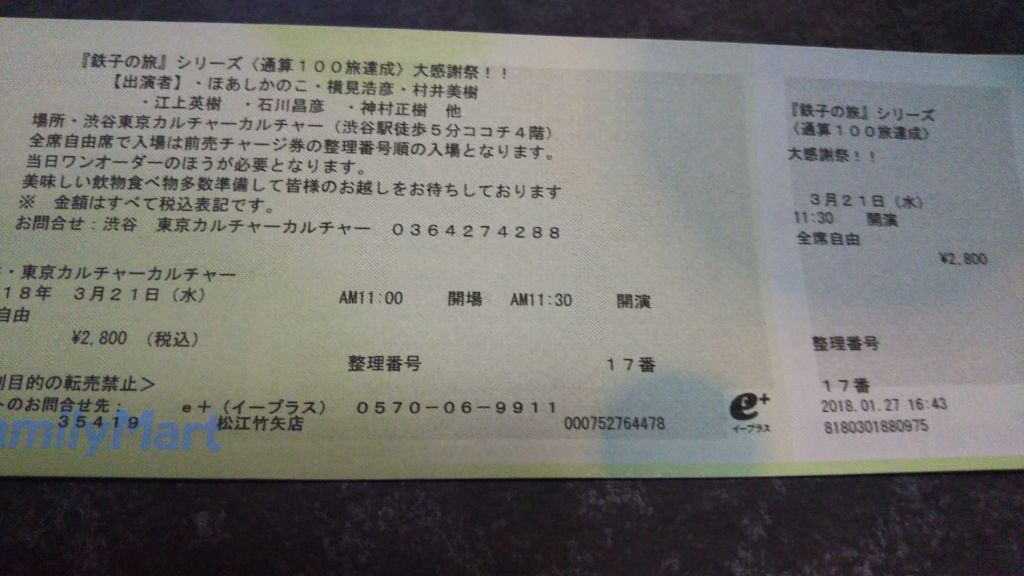 『鉄子の旅』シリーズ〈通算１００旅達成〉大感謝祭！！
【出演者】・ほあしかのこ・横見浩彦・村井美樹
・江上英樹　・石川昌彦　・神村正樹　他
場所・渋谷東京カルチャーカルチャー（渋谷駅徒歩５分ココチ４階）
全席自由席で入場は前売チャージ券の整理番号順の入場となります。
当日ワンオーダーのほうが必要となります。
美味しい飲物食べ物多数準備して皆様のお越しをお待ちしております
※　金額はすべて税込表記です。
お問合せ：渋谷　東京カルチャーカルチャー　０３６４２７４２８８
・東京カルチャーカルチャー
１８年　３月２１日（水）　AM11:00　開場　AM11:30　開演
自由
¥2,800　（税込）
整理番号　１７番
目的の転売禁止＞
のお問合せ先：　ｅ＋（イープラス）　０５７０－０６－９９１１
３５４１９　松江竹矢店　000752764478
amilyMart
e+
イープラス
『鉄子の旅』シリーズ
〈通算１００旅達成〉
大感謝祭！！
３月２１日（水）
11:30　開演
全席自由
¥2,800
整理番号
１７番
2018.01.27 16:43
8180301880975